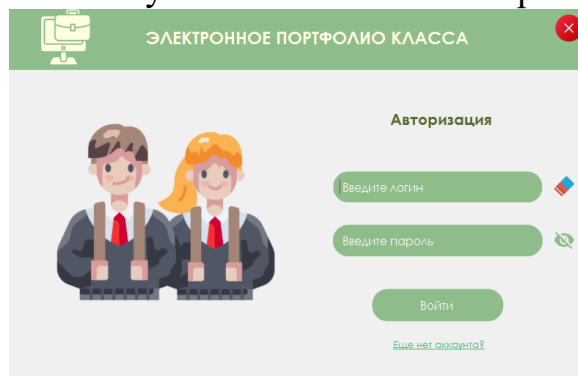 ЭЛЕКТРОННОЕ ПОРТФОЛИО КЛАССА
Авторизация
Введите логин
Введите пароль
Войти
Еще нет аккаунта?